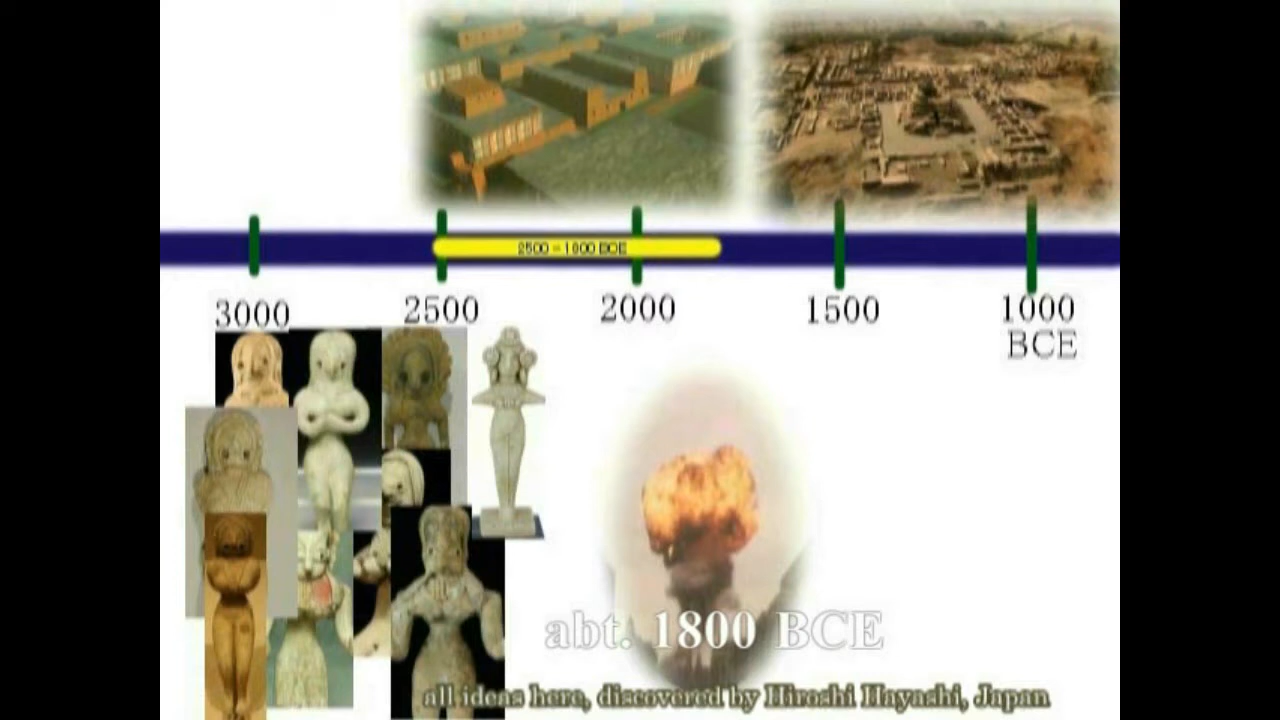 2500 - 1800 BCE
3000 2500 2000 1500 1000
BCE
abt. 1800 BCE
all ideas here, discovered by Hiroshi Hayashi, Japan